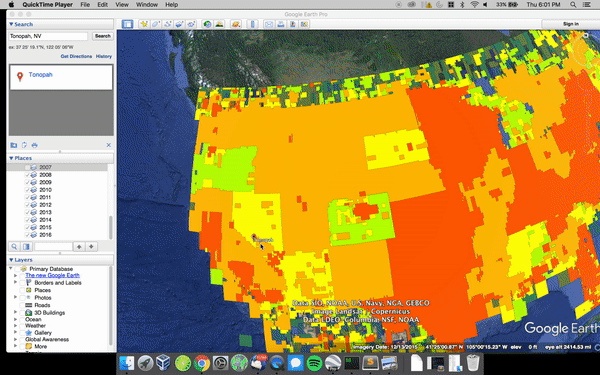 QuickTime Player File Edit View Window Help 33% Thu 6:01 PM
Google Earth Pro
Search
Tonopah, NV Search
ex: 37 25' 19.1"N, 122 05' 06"W
Get Directions History
Tonopah
Sign in
Places
2007
2008
2009
2010
2011
2012
2013
2014
2015
2016
Layers
Primary Database
The new Google Earth
Borders and Labels
Places
Photos
Roads
3D Buildings
Ocean
Weather
Gallery
Global Awareness
More
Tonopah
Data SIO, NOAA, U.S. Navy, NGA, GEBCO
Image Landsat / Copernicus
Data LDEO-Columbia, NSF, NOAA
Google Earth
Imagery Date: 12/13/2015 41°25'00.87" N 105°00'15.23" W elev 0 ft eye alt 2414.53 mi